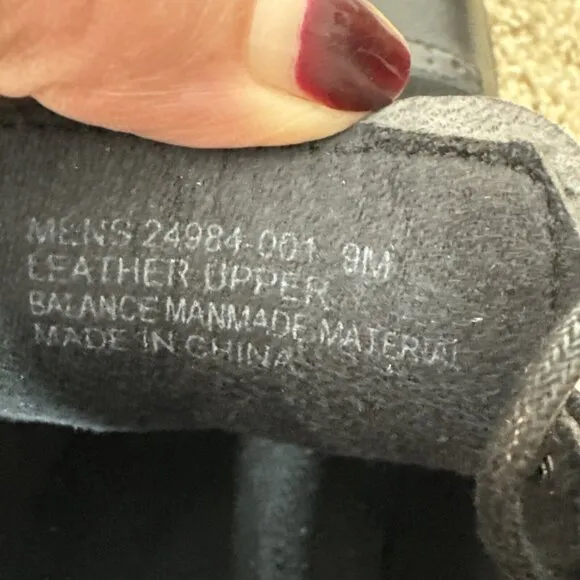 MENS 24984-001 9M
LEATHER UPPER
BALANCE MANMADE MATERIAL
MADE IN CHINA